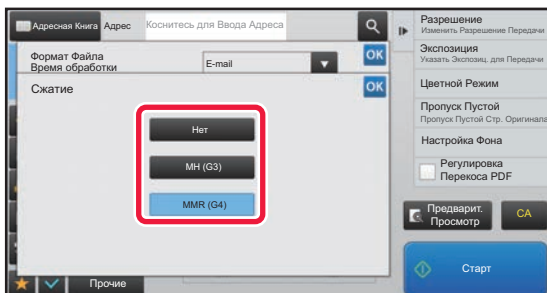 Адресная Книга
Адрес
Коснитесь для Ввода Адреса
Формат Файла
Время обработки
E-mail
OK
Сжатие
OK
Нет
MH (G3)
MMR (G4)
Прочие
Разрешение
Изменить Разрешение Передачи
Экспозиция
Указать Экспозиц. для Передачи
Цветной Режим
Пропуск Пустой
Пропуск Пустой Стр. Оригинала
Настройка Фона
Регулировка
Перекоса PDF
Предварит.
Просмотр
CA
Старт